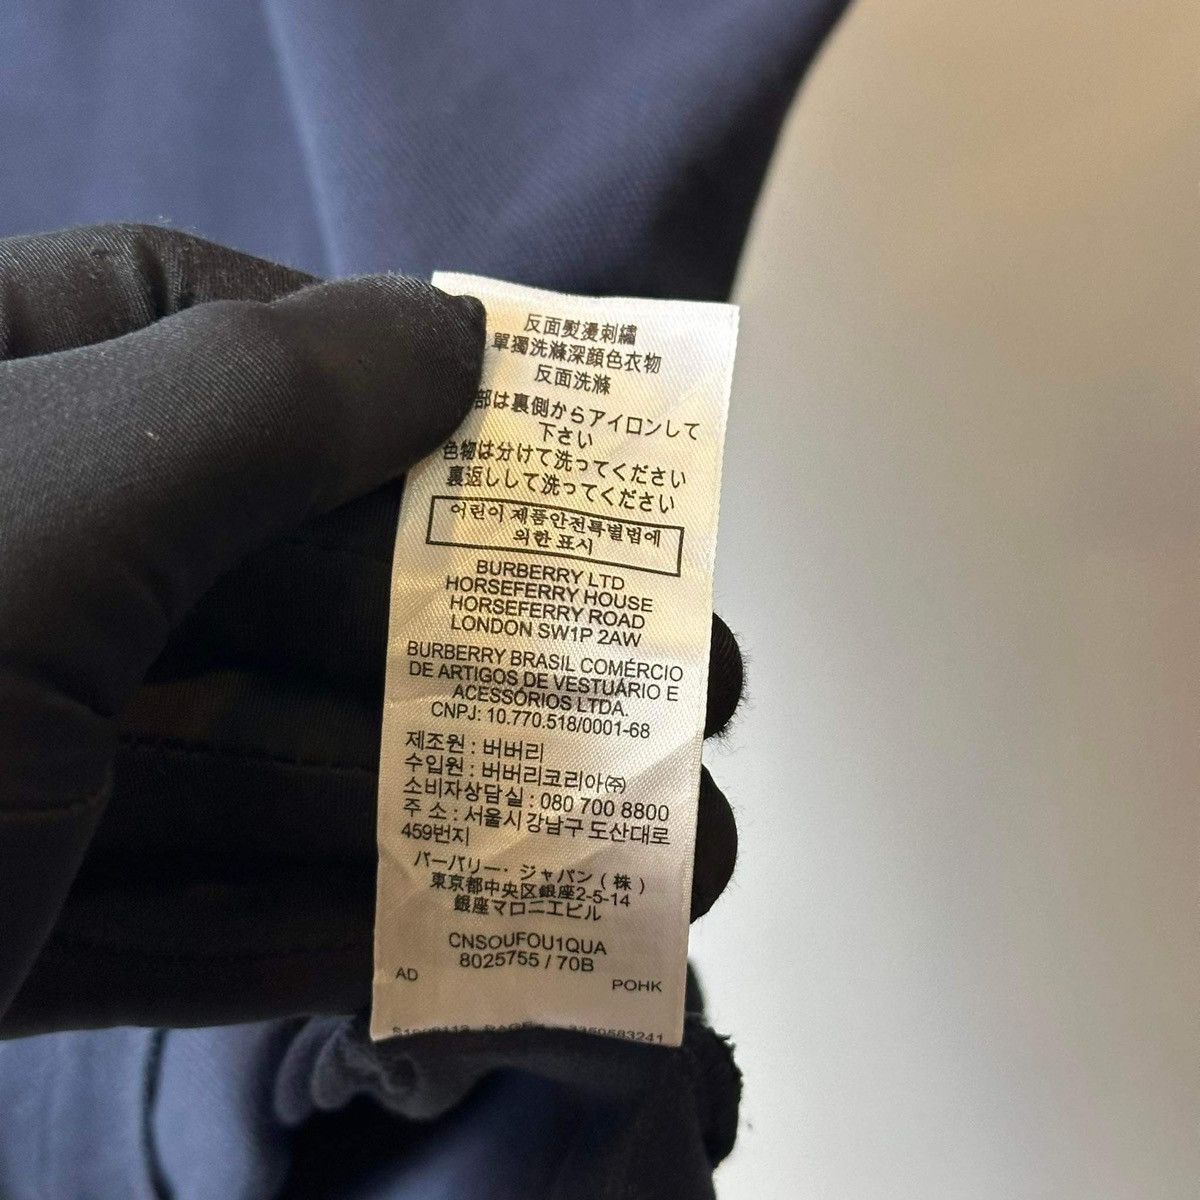 反面熨燙刺繡
單獨洗滌深顏色衣物
反面洗滌
部は裏側からアイロンして
下さい
色物は分けて洗ってください
裏返しして洗ってください
어린이 제품안전특별법에
의한 표시
BURBERRY LTD
HORSEFERRY HOUSE
HORSEFERRY ROAD
LONDON SW1P 2AW
BURBERRY BRASIL COMÉRCIO
DE ARTIGOS DE VESTUÁRIO E
ACESSÓRIOS LTDA.
CNPJ: 10.770.518/0001-68
제조원 : 버버리
수입원 : 버버리코리아㈜
소비자상담실 : 080 700 8800
주 소 : 서울시 강남구 도산대로
459번지
バーバリー・ジャパン ( 株 )
東京都中央区銀座2-5-14
銀座マロニエビル
CNSOUFOU1QUA
8025755 / 70B
AD
POHK